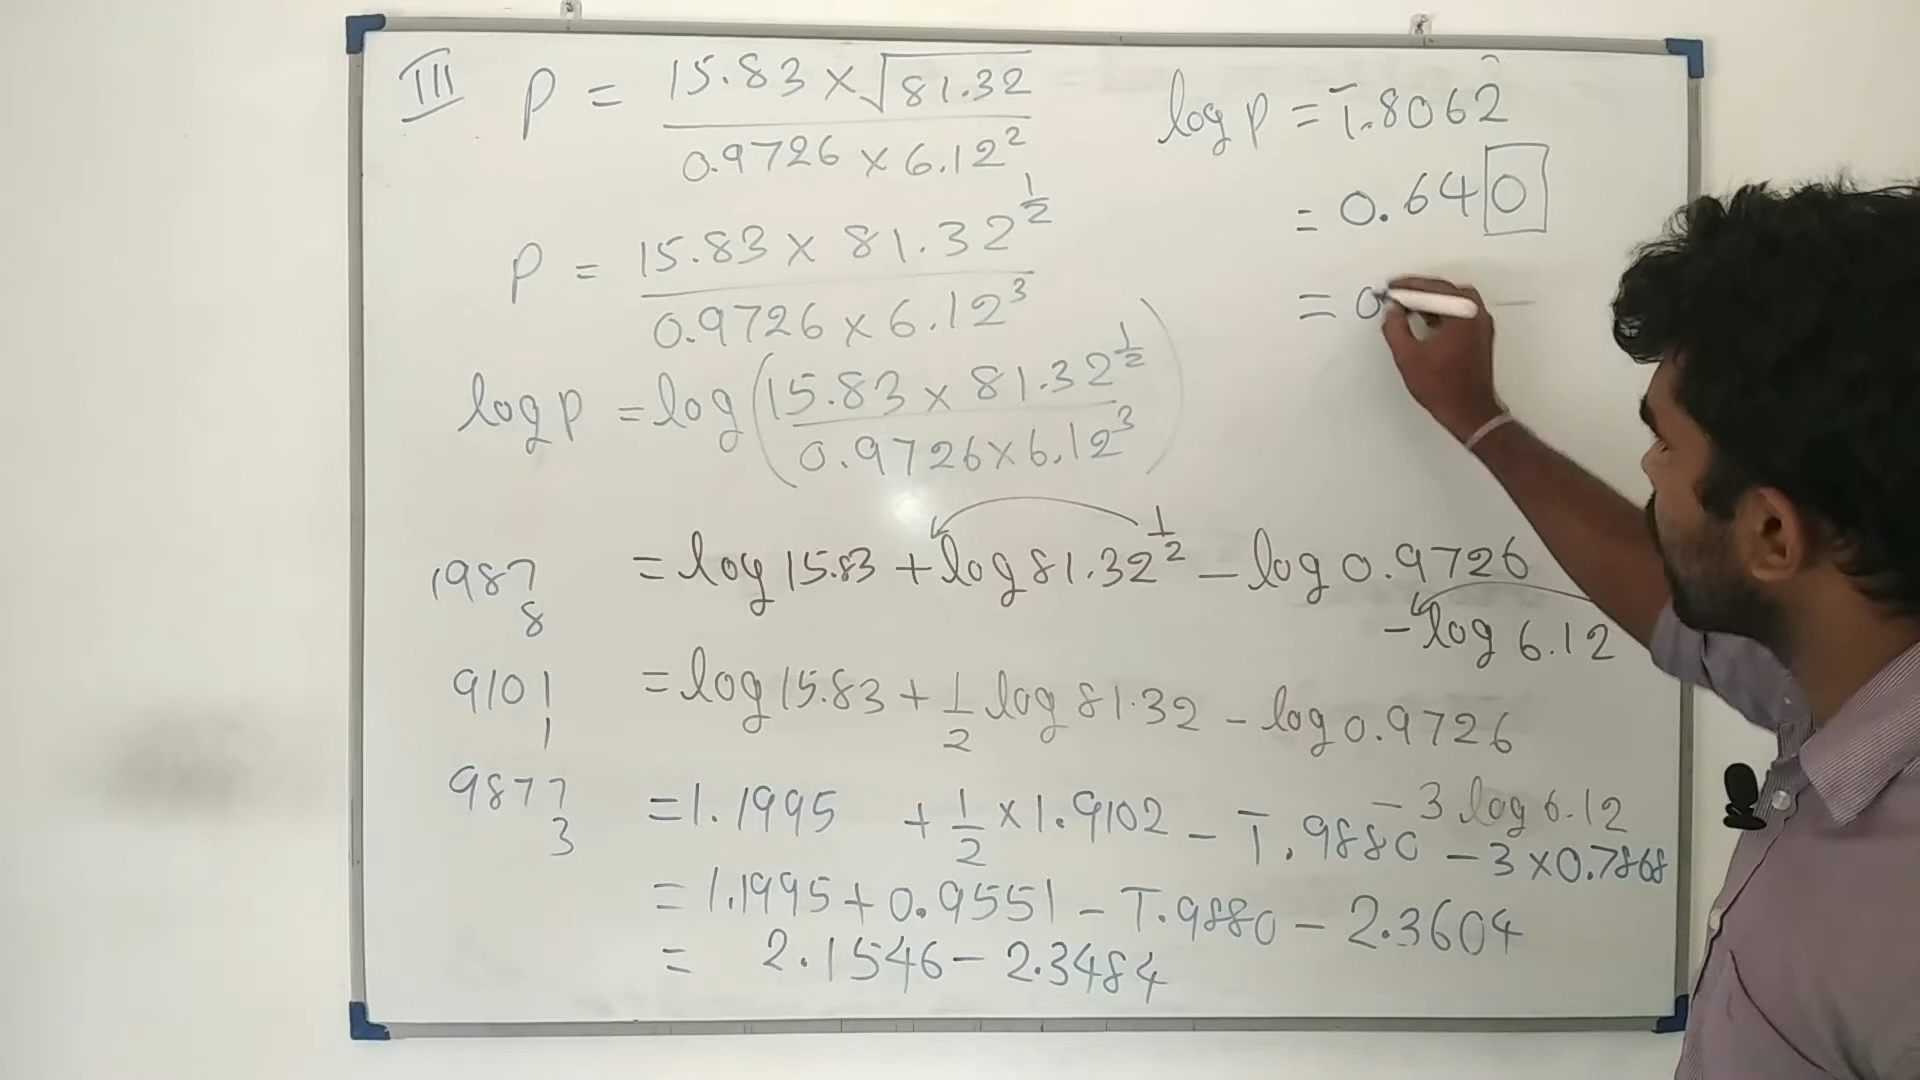 III P = 15.83 × √81.32 / 0.9726 × 6.12²
P = 15.83 × 81.32^½ / 0.9726 × 6.12³
log P = log (15.83 × 81.32^½ / 0.9726 × 6.12³)
= log 15.83 + log 81.32^½ – log 0.9726
– log 6.12
= log 15.83 + ½ log 81.32 – log 0.9726
– 3 log 6.12
= 1.1995 + ½ × 1.9102 – 1̅.9880 – 3 × 0.7868
= 1.1995 + 0.9551 – 1̅.9880 – 2.3604
= 2.1546 – 2.3484
1987
8
9101
1
9877
3
log P = 1̅.8062
= 0.640
= 0